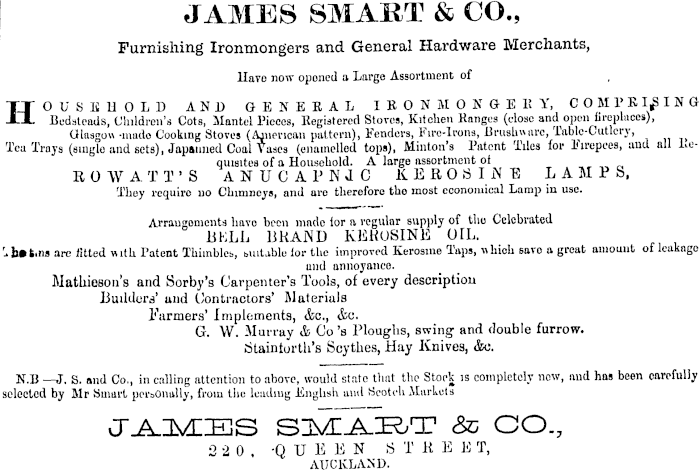 JAMES SMART & CO.,
Furnishing Ironmongers and General Hardware Merchants,
Have now opened a Large Assortment of
HOUSEHOLD AND GENERAL IRONMONGERY, COMPRISING
Bedsteads, Children's Cots, Mantel Pieces, Registered Stoves, Kitchen Ranges (close and open fireplaces),
Glasgow-made Cooking Stoves (American pattern), Fenders, Fire-Irons, Brushware, Table-Cutlery,
Tea Trays (single and sets), Japanned Coal Vases (enamelled tops), Minton's Patent Tiles for Firepces, and all Re-
quisites of a Household. A large assortment of
ROWATT'S ANUCAPNIC KEROSINE LAMPS,
They require no Chimneys, and are therefore the most economical Lamp in use.
Arrangements have been made for a regular supply of the Celebrated
BELL BRAND KEROSINE OIL.
are fitted with Patent Thimbles, suitable for the improved Kerosine Taps, which save a great amount of leakage
and annoyance.
Mathieson's and Sorby's Carpenter's Tools, of every description
Builders' and Contractors' Materials
Farmers' Implements, &c., &c.
G. W. Murray & Co's Ploughs, swing and double furrow.
Staintorth's Scythes, Hay Knives, &c.
N.B—J. S. and Co., in calling attention to above, would state that the Stock is completely new, and has been carefully
selected by Mr Smart personally, from the leading English and Scotch Markets
JAMES SMART & CO.,
220, QUEEN STREET,
AUCKLAND.